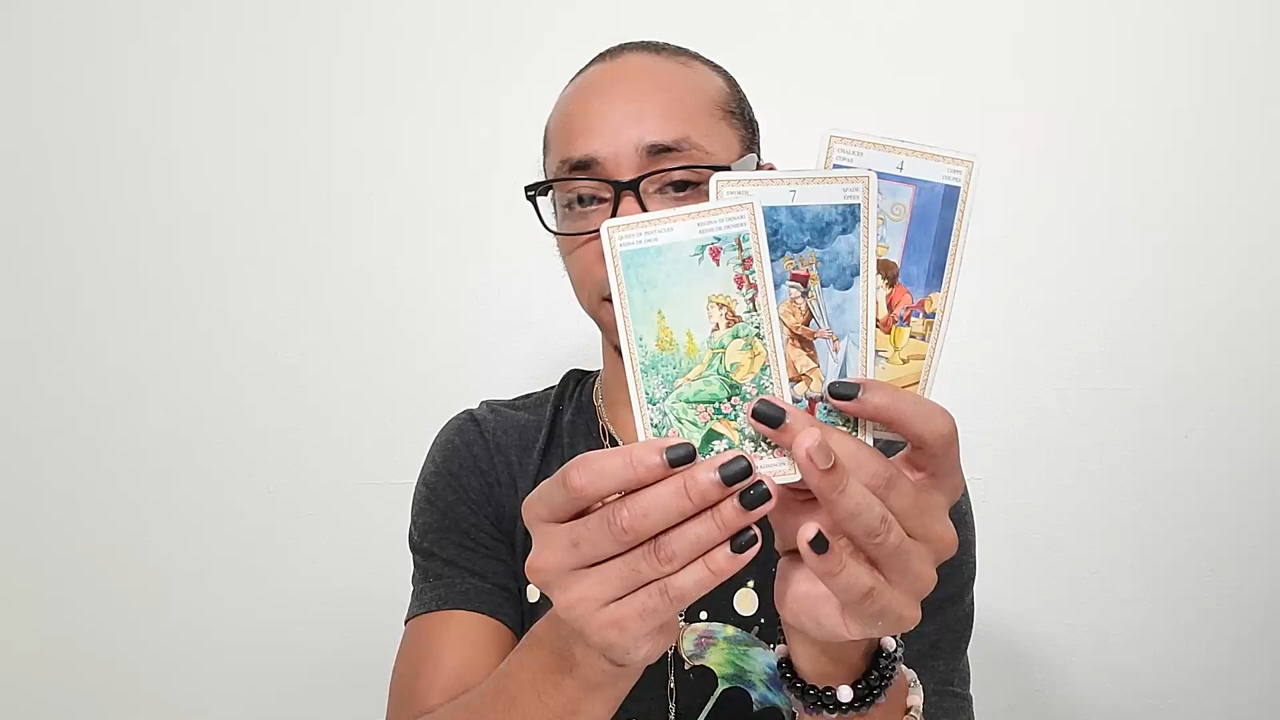 QUEEN OF PENTACLES
REINA DE OROS
REGINA DI DENARI
REINE DE DENIERS
SWORDS
7
SPADE
ÉPÉES
CHALICES
COPAS
4
COPPE
COUPES